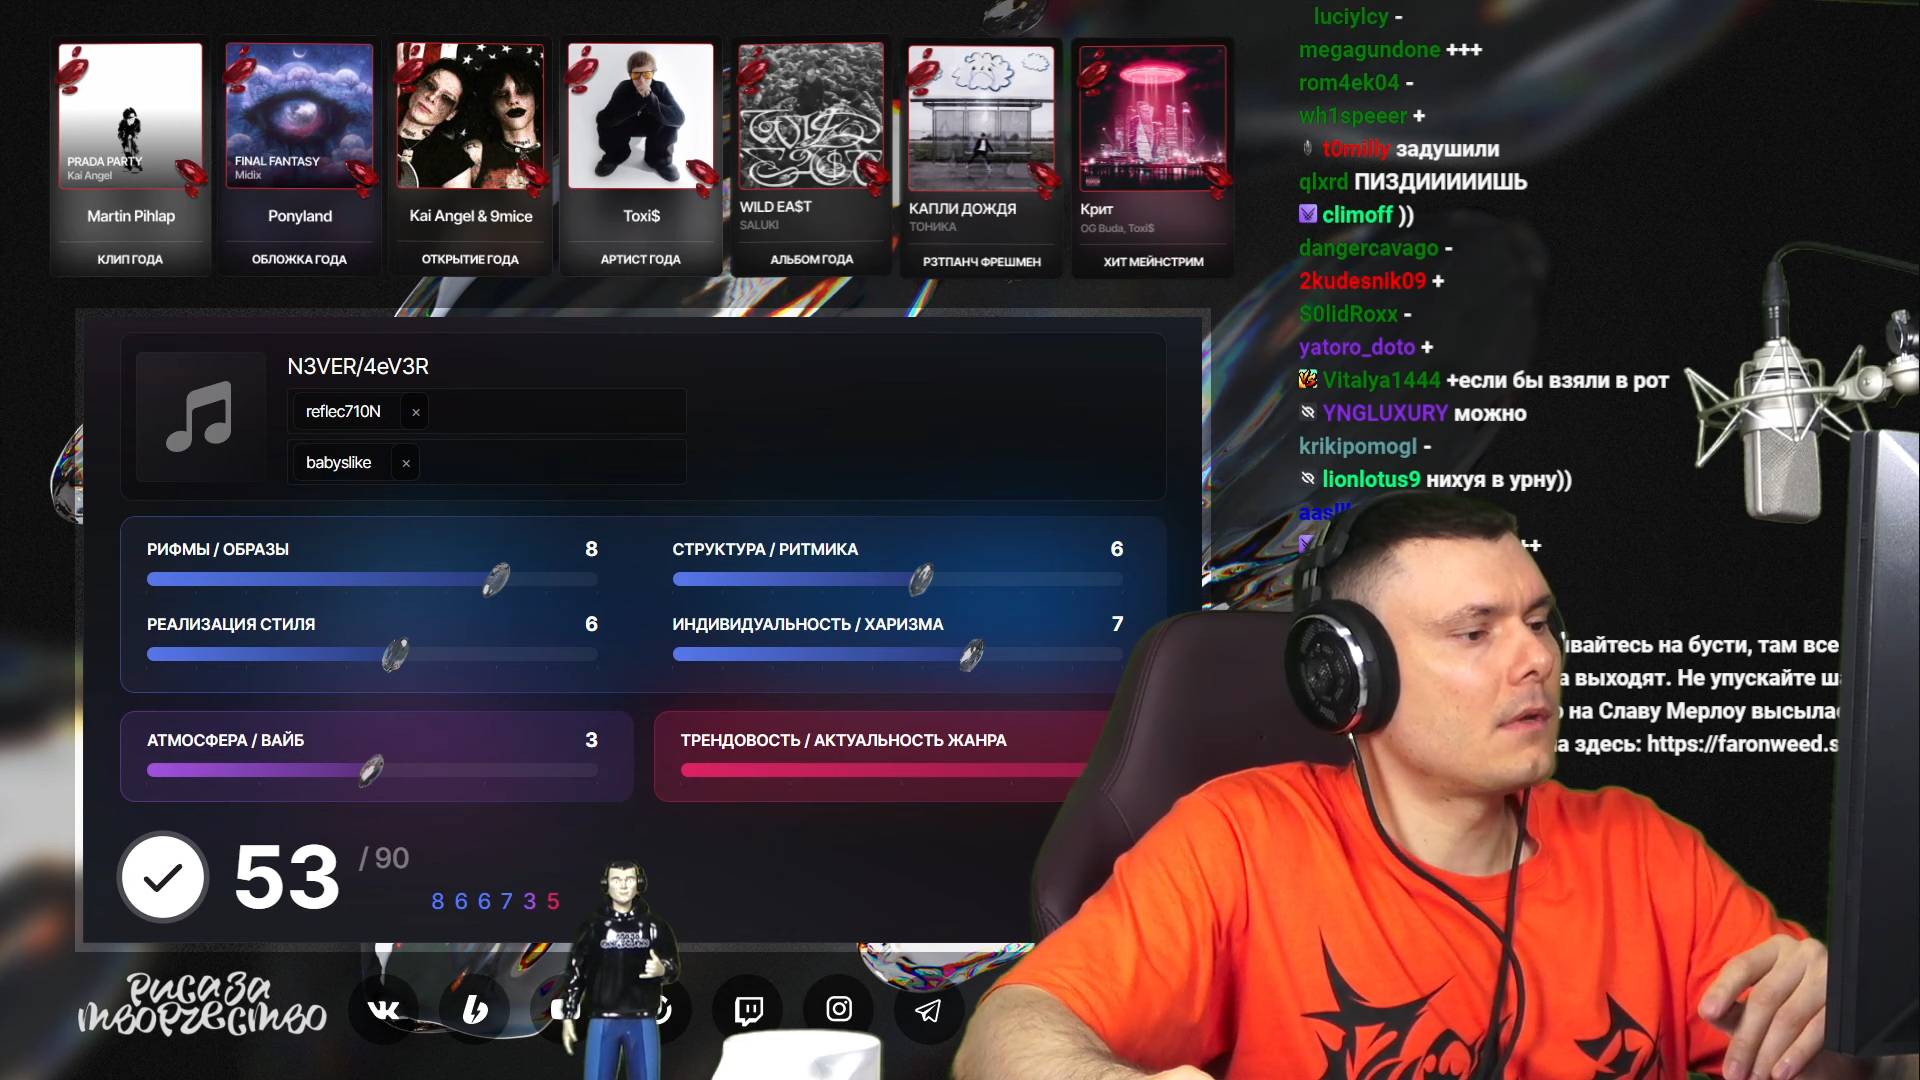 PRADA PARTY
Kai Angel
Martin Pihlap
КЛИП ГОДА
FINAL FANTASY
Midix
Ponyland
ОБЛОЖКА ГОДА
Kai Angel & 9mice
ОТКРЫТИЕ ГОДА
Toxi$
АРТИСТ ГОДА
WILD EA$T
SALUKI
АЛЬБОМ ГОДА
КАПЛИ ДОЖДЯ
ТОНИКА
РЗТПАНЧ ФРЕШМЕН
Крит
OG Buda, Toxi$
ХИТ МЕЙНСТРИМ
N3VER/4eV3R
reflec710N ×
babyslike ×
РИФМЫ / ОБРАЗЫ 8
СТРУКТУРА / РИТМИКА 6
РЕАЛИЗАЦИЯ СТИЛЯ 6
ИНДИВИДУАЛЬНОСТЬ / ХАРИЗМА 7
АТМОСФЕРА / ВАЙБ 3
ТРЕНДОВОСТЬ / АКТУАЛЬНОСТЬ ЖАНРА
53 / 90
8 6 6 7 3 5
РИСАЗА
ТВОРЧЕСТВО
luciylcy -
megagundone +++
rom4ek04 -
wh1speeer +
t0milly задушили
qlxrd ПИЗДИИИИИШЬ
climoff ))
dangercavago -
2kudesnik09 +
S0lidRoxx -
yatoro_doto +
Vitalya1444 +если бы взяли в рот
YNGLUXURY можно
krikipomogl -
lionlotus9 нихуя в урну))
на бусти, там все
выходят. Не упускайте
на Славу Мерлоу
здесь: https://faronweed.s